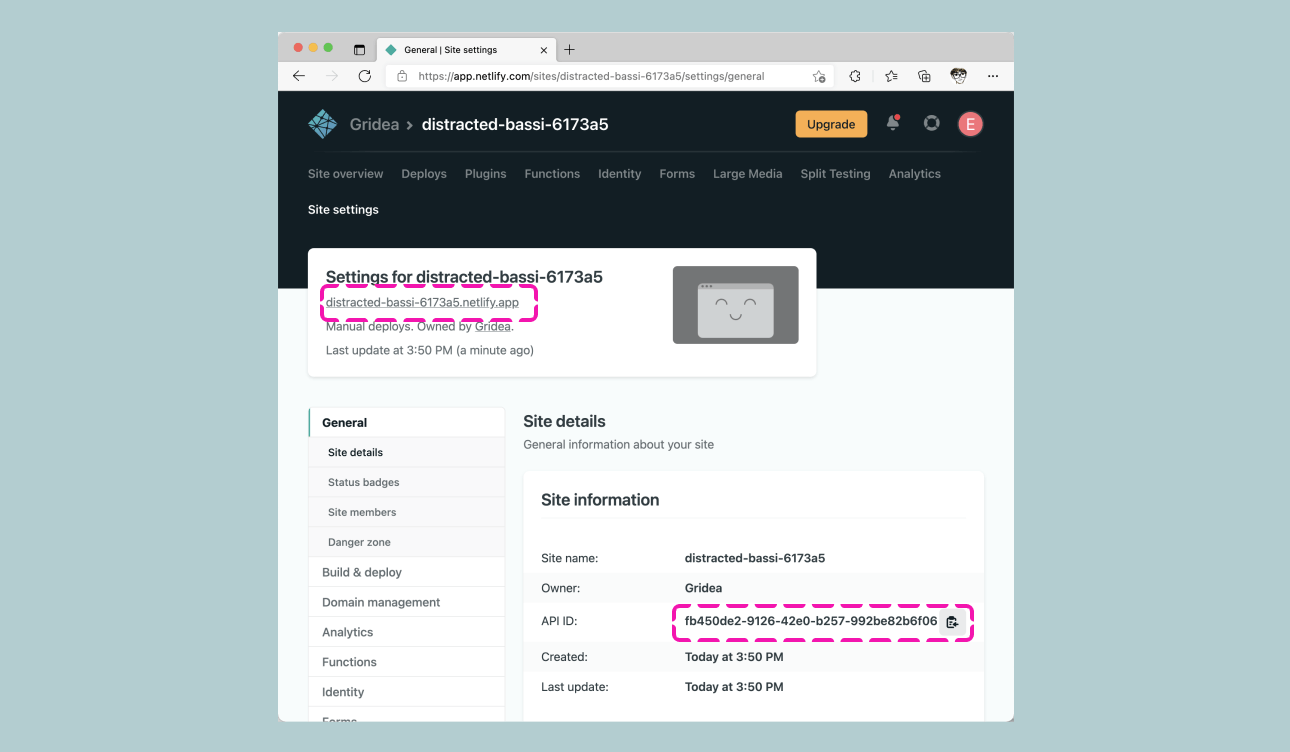 General | Site settings
https://app.netlify.com/sites/distracted-bassi-6173a5/settings/general
Gridea > distracted-bassi-6173a5
Upgrade
E
Site overview Deploys Plugins Functions Identity Forms Large Media Split Testing Analytics
Site settings
Settings for distracted-bassi-6173a5
distracted-bassi-6173a5.netlify.app
Manual deploys. Owned by Gridea.
Last update at 3:50 PM (a minute ago)
General
Site details
Status badges
Site members
Danger zone
Build & deploy
Domain management
Analytics
Functions
Identity
Forms
Site details
General information about your site
Site information
Site name: distracted-bassi-6173a5
Owner: Gridea
API ID: fb450de2-9126-42e0-b257-992be82b6f06
Created: Today at 3:50 PM
Last update: Today at 3:50 PM